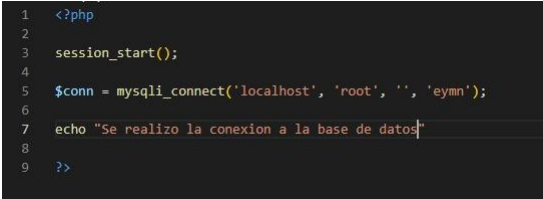 1 <?php
2
3 session_start();
4
5 $conn = mysqli_connect('localhost', 'root', '', 'eymn');
6
7 echo "Se realizo la conexion a la base de datos"
8
9 ?>